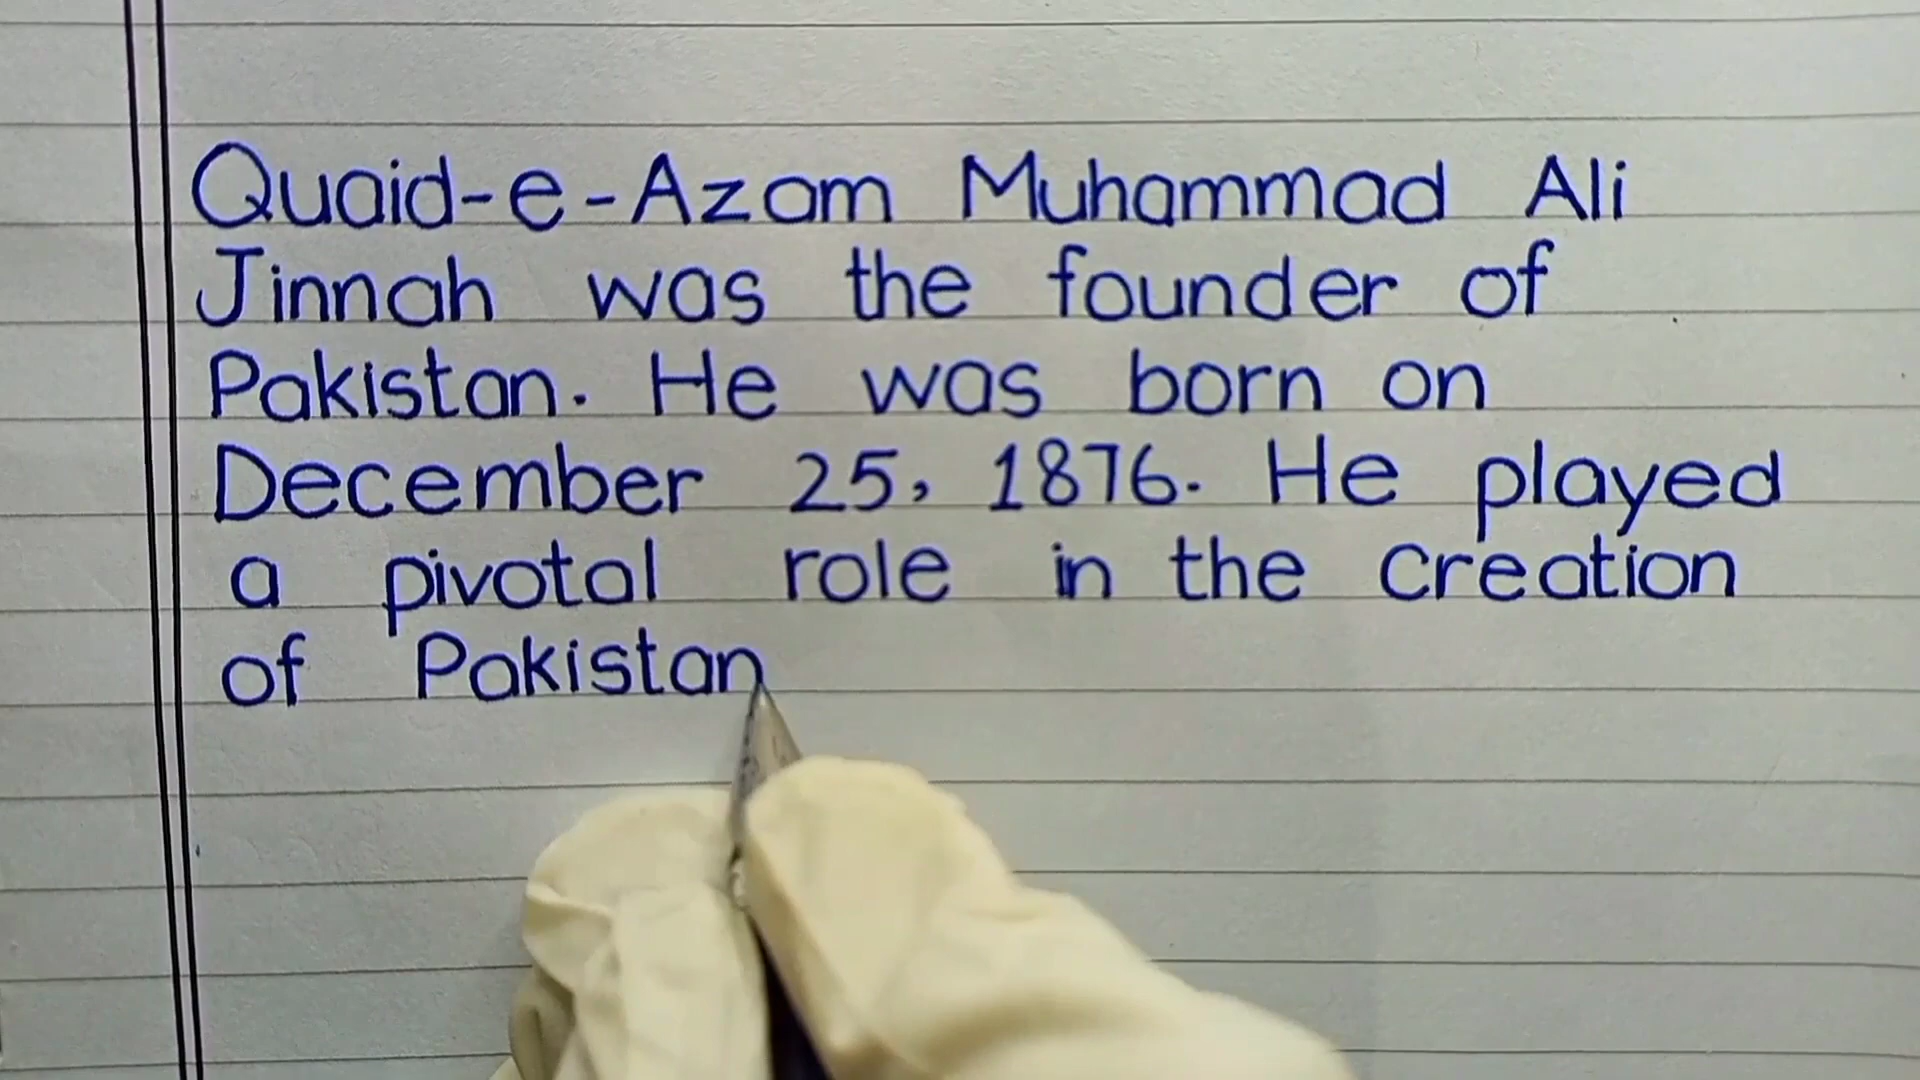 Quaid-e-Azam Muhammad Ali
Jinnah was the founder of
Pakistan. He was born on
December 25, 1876. He played
a pivotal role in the creation
of Pakistan